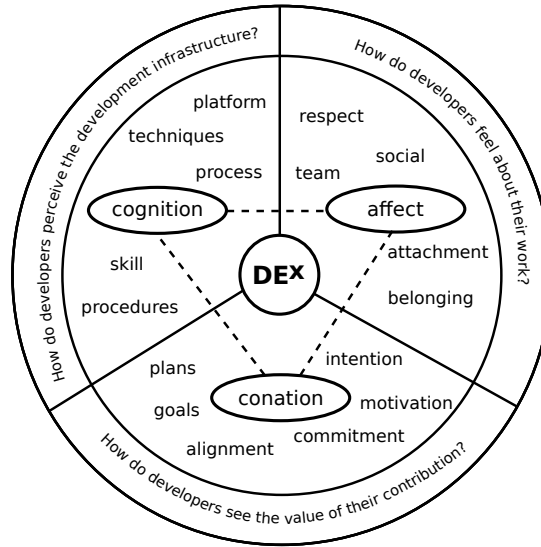 How do developers perceive the development infrastructure?
How do developers feel about their work?
platform
techniques
process
cognition
skill
procedures
respect
social
team
affect
attachment
belonging
DEx
plans
goals
alignment
conation
intention
motivation
commitment
How do developers see the value of their contribution?